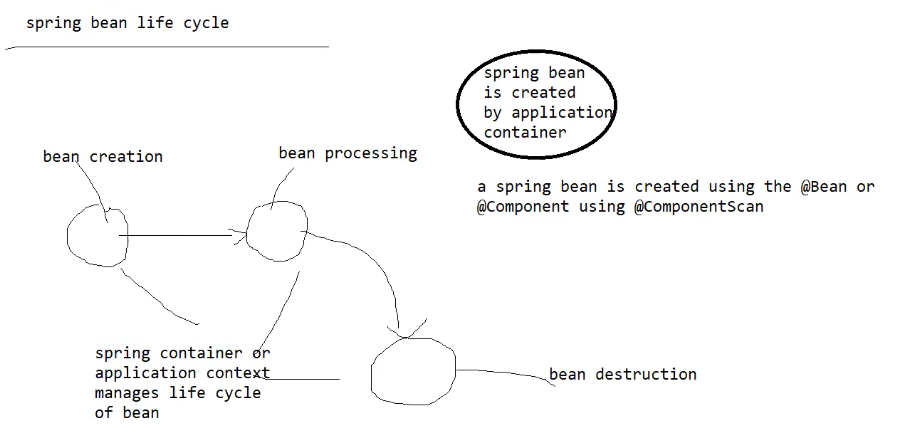 spring bean life cycle
spring bean
is created
by application
container
bean creation
bean processing
a spring bean is created using the @Bean or
@Component using @ComponentScan
spring container or
application context
manages life cycle
of bean
bean destruction